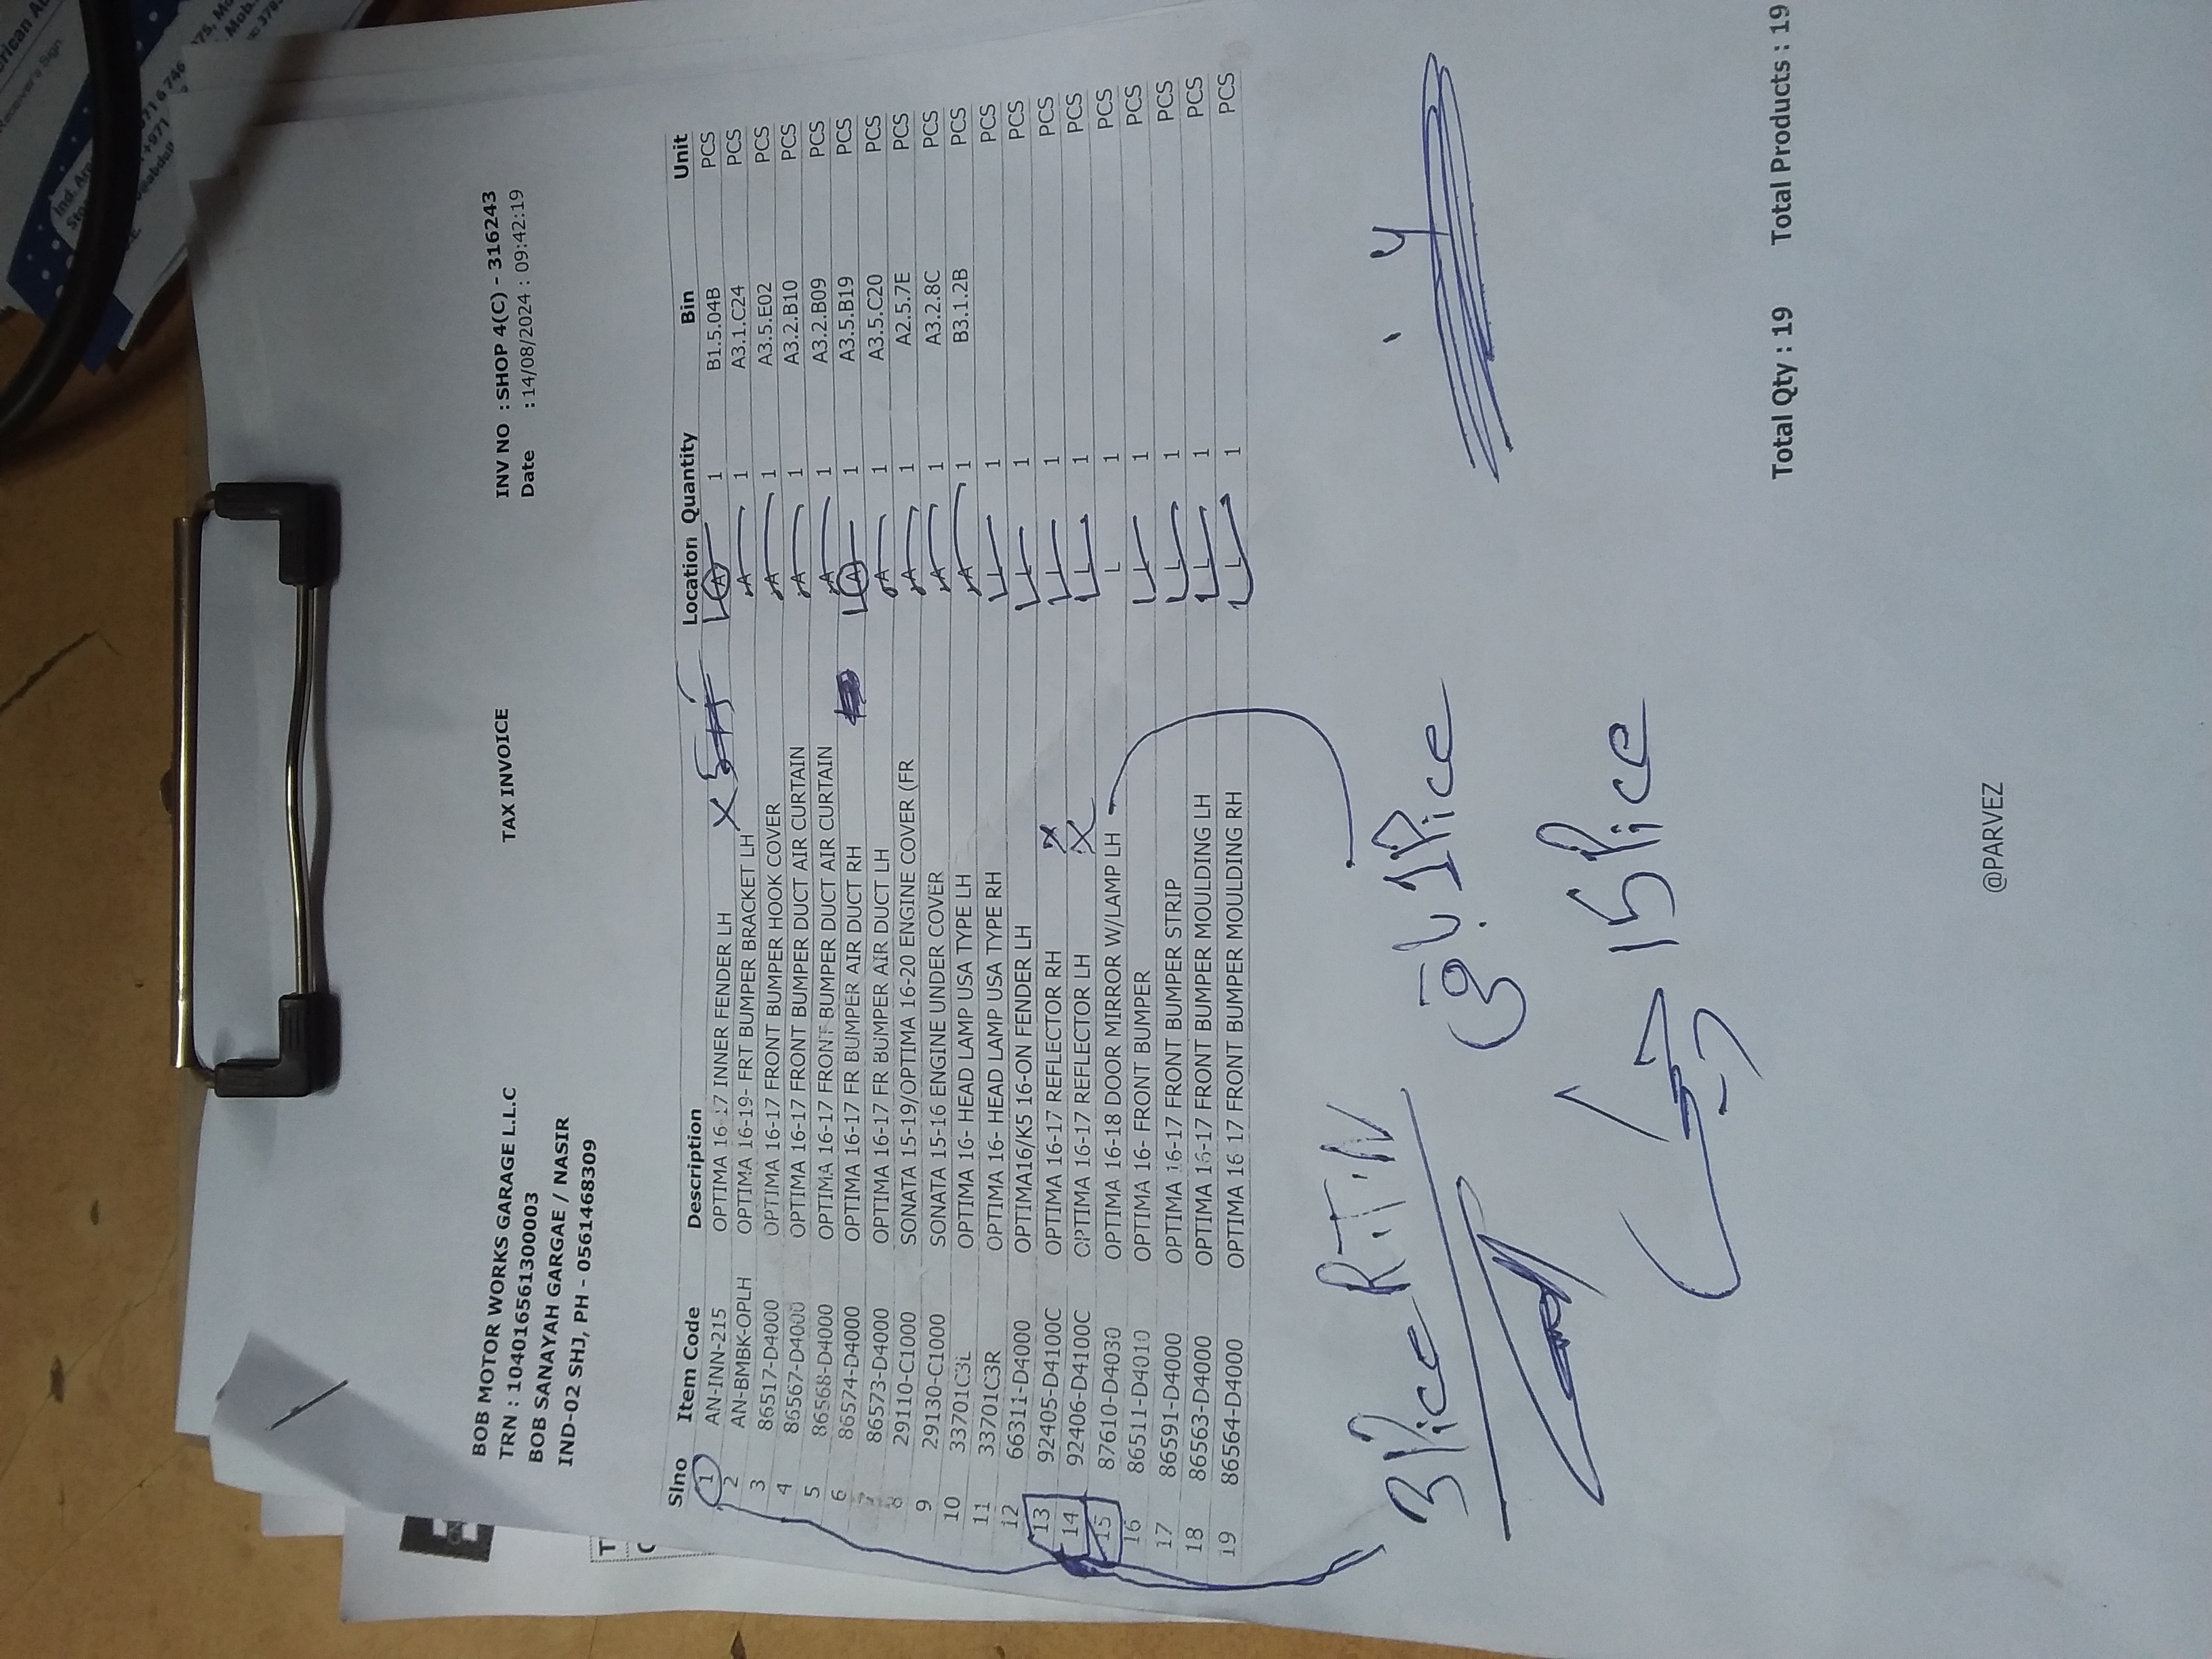 BOB MOTOR WORKS GARAGE L.L.C
TRN : 104016561300003
BOB SANAYAH GARGAE / NASIR
IND-02 SHJ, PH - 0561468309
TAX INVOICE
INV NO : SHOP 4(C) - 316243
Date : 14/08/2024 : 09:42:19
Slno Item Code Description Location Quantity Bin Unit
1 AN-INN-215 OPTIMA 16-17 INNER FENDER LH A 1 B1.5.04B PCS
2 AN-BMBK-OPLH OPTIMA 16-19- FRT BUMPER BRACKET LH A 1 A3.1.C24 PCS
3 86517-D4000 OPTIMA 16-17 FRONT BUMPER HOOK COVER A 1 A3.5.E02 PCS
4 86567-D4000 OPTIMA 16-17 FRONT BUMPER DUCT AIR CURTAIN A 1 A3.2.B10 PCS
5 86568-D4000 OPTIMA 16-17 FRONT BUMPER DUCT AIR CURTAIN A 1 A3.2.B09 PCS
6 86574-D4000 OPTIMA 16-17 FR BUMPER AIR DUCT RH A 1 A3.5.B19 PCS
7 86573-D4000 OPTIMA 16-17 FR BUMPER AIR DUCT LH A 1 A3.5.C20 PCS
8 29110-C1000 SONATA 15-19/OPTIMA 16-20 ENGINE COVER (FR A 1 A2.5.7E PCS
9 29130-C1000 SONATA 15-16 ENGINE UNDER COVER A 1 A3.2.8C PCS
10 33701C3L OPTIMA 16- HEAD LAMP USA TYPE LH A 1 B3.1.2B PCS
11 33701C3R OPTIMA 16- HEAD LAMP USA TYPE RH L 1 PCS
12 66311-D4000 OPTIMA16/K5 16-ON FENDER LH L 1 PCS
13 92405-D4100C OPTIMA 16-17 REFLECTOR RH L 1 PCS
14 92406-D4100C OPTIMA 16-17 REFLECTOR LH L 1 PCS
15 87610-D4030 OPTIMA 16-18 DOOR MIRROR W/LAMP LH L 1 PCS
16 86511-D4010 OPTIMA 16- FRONT BUMPER L 1 PCS
17 86591-D4000 OPTIMA 16-17 FRONT BUMPER STRIP L 1 PCS
18 86563-D4000 OPTIMA 16-17 FRONT BUMPER MOULDING LH L 1 PCS
19 86564-D4000 OPTIMA 16-17 FRONT BUMPER MOULDING RH L 1 PCS
3 Pice RTN
1 Pice
15 Pice
Total Qty : 19 Total Products : 19
@PARVEZ